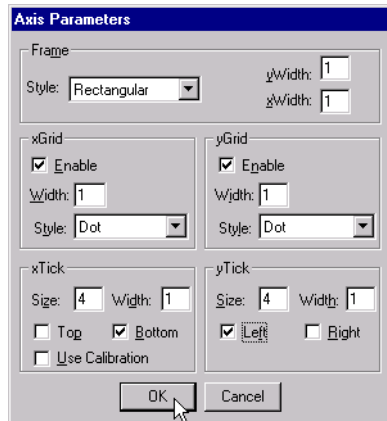 Axis Parameters
Frame
Style: Rectangular
yWidth: 1
xWidth: 1
xGrid
Enable
Width: 1
Style: Dot
yGrid
Enable
Width: 1
Style: Dot
xTick
Size: 4 Width: 1
Top Bottom
Use Calibration
yTick
Size: 4 Width: 1
Left Right
OK Cancel